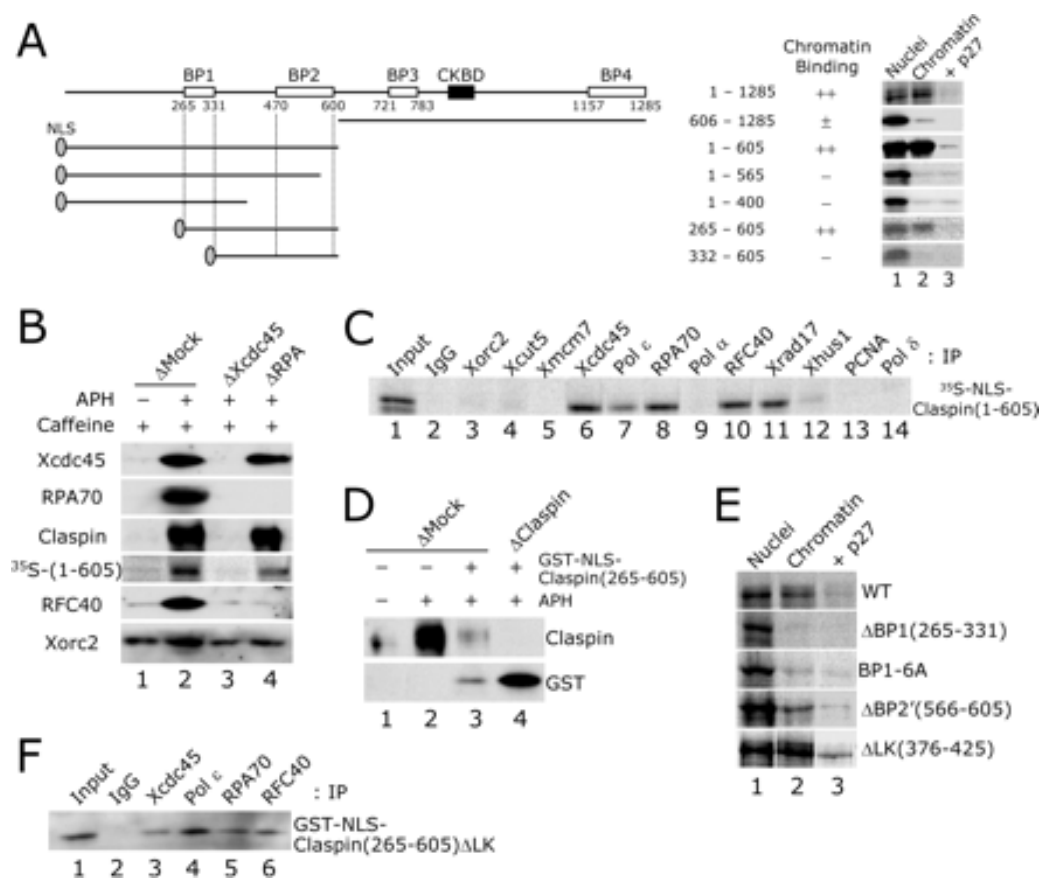 A
BP1 BP2 BP3 CKBD BP4
265 331 470 600 721 783 1157 1285
NLS
Chromatin Binding
Nuclei Chromatin + p27
1 – 1285 ++
606 – 1285 ±
1 – 605 ++
1 – 565 –
1 – 400 –
265 – 605 ++
332 – 605 –
1 2 3
B
ΔMock ΔXcdc45 ΔRPA
APH – + + +
Caffeine + + + +
Xcdc45
RPA70
Claspin
35S-(1-605)
RFC40
Xorc2
1 2 3 4
C
Input IgG Xorc2 Xcut5 Xmcm7 Xcdc45 Pol ε RPA70 Pol α RFC40 Xrad17 Xhus1 PCNA Pol δ : IP
35S-NLS-
Claspin(1-605)
1 2 3 4 5 6 7 8 9 10 11 12 13 14
D
ΔMock ΔClaspin
– – + + GST-NLS-
Claspin(265-605)
– + + + APH
Claspin
GST
1 2 3 4
E
Nuclei Chromatin + p27
WT
ΔBP1(265-331)
BP1-6A
ΔBP2'(566-605)
ΔLK(376-425)
1 2 3
F
Input IgG Xcdc45 Pol ε RPA70 RFC40 : IP
GST-NLS-
Claspin(265-605)ΔLK
1 2 3 4 5 6